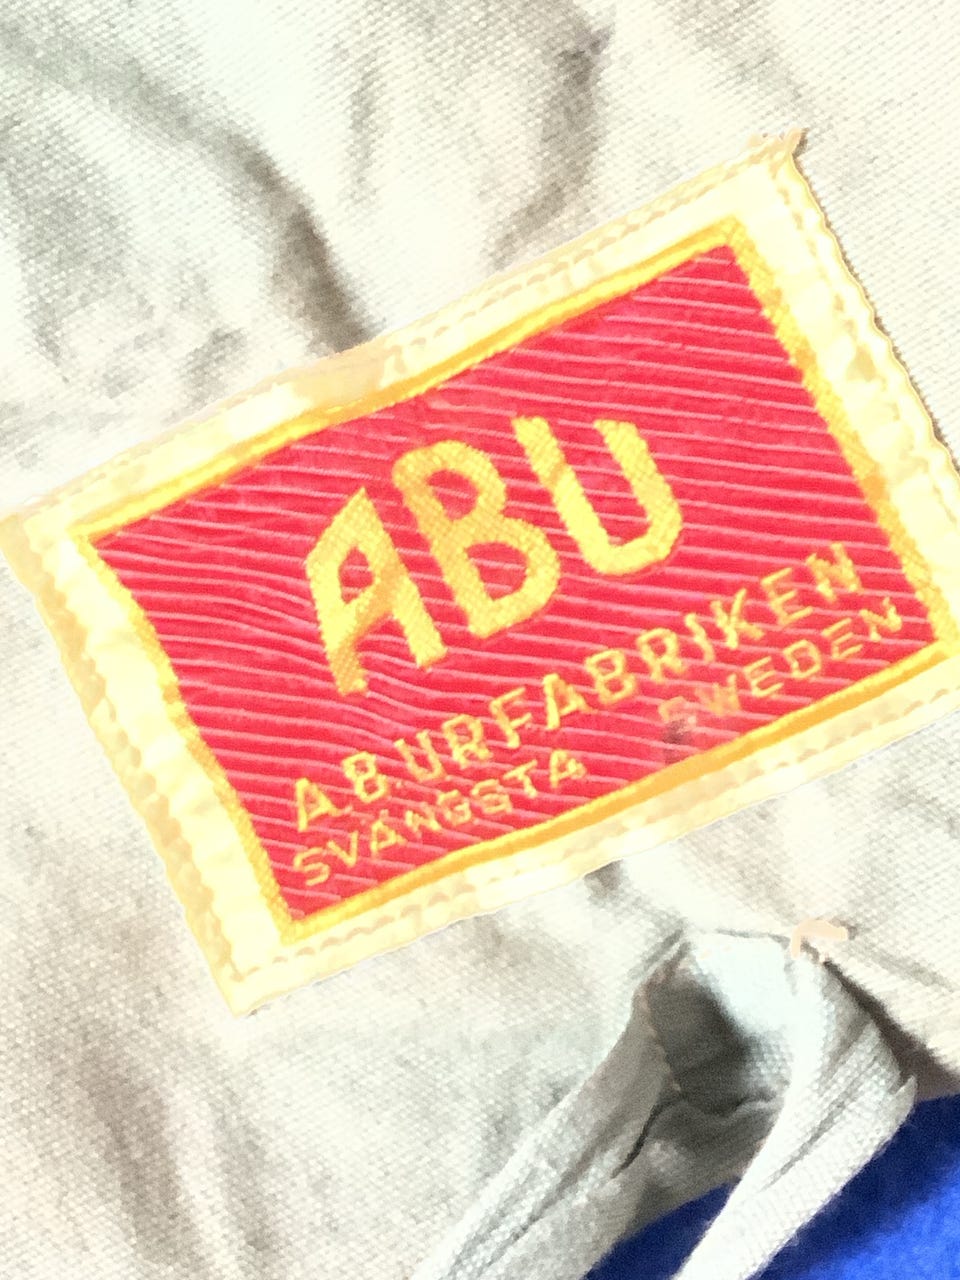 ABU
A.B. URFABRIKEN
SVÄNGSTA SWEDEN